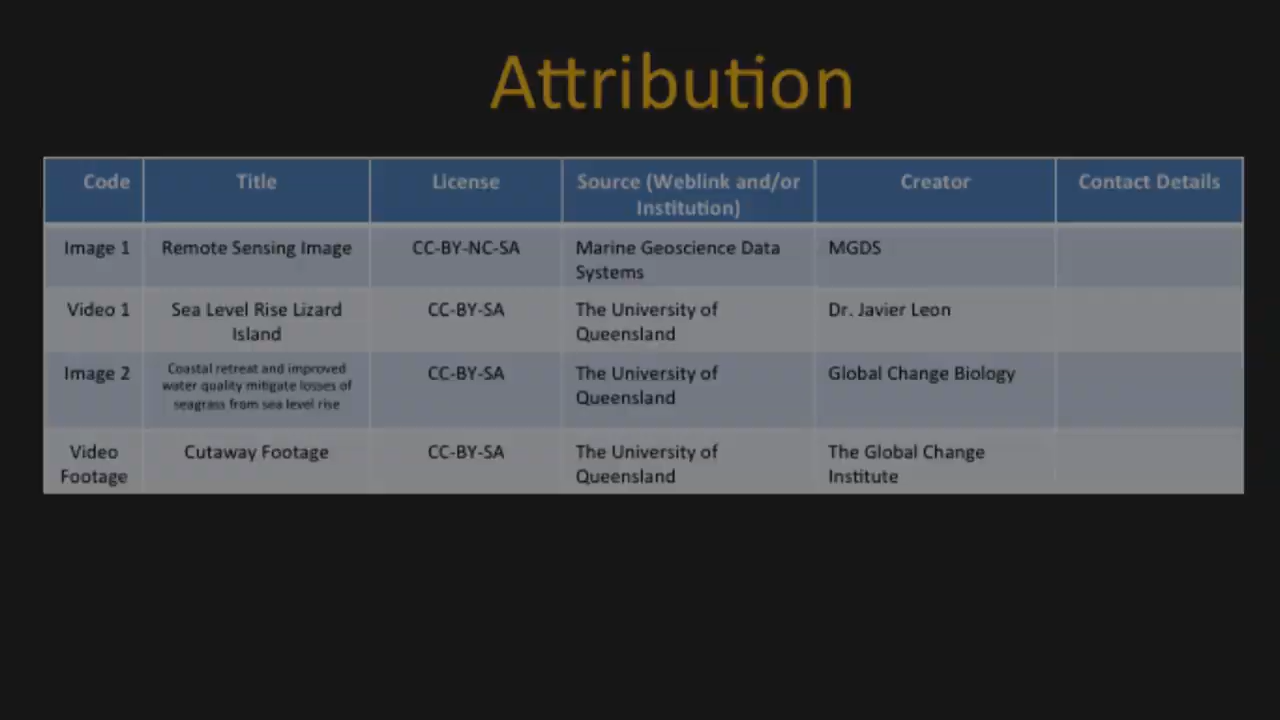 Attribution
Code Title License Source (Weblink and/or Institution) Creator Contact Details
Image 1 Remote Sensing Image CC-BY-NC-SA Marine Geoscience Data Systems MGDS
Video 1 Sea Level Rise Lizard Island CC-BY-SA The University of Queensland Dr. Javier Leon
Image 2 Coastal retreat and improved water quality mitigate losses of seagrass from sea level rise CC-BY-SA The University of Queensland Global Change Biology
Video Footage Cutaway Footage CC-BY-SA The University of Queensland The Global Change Institute